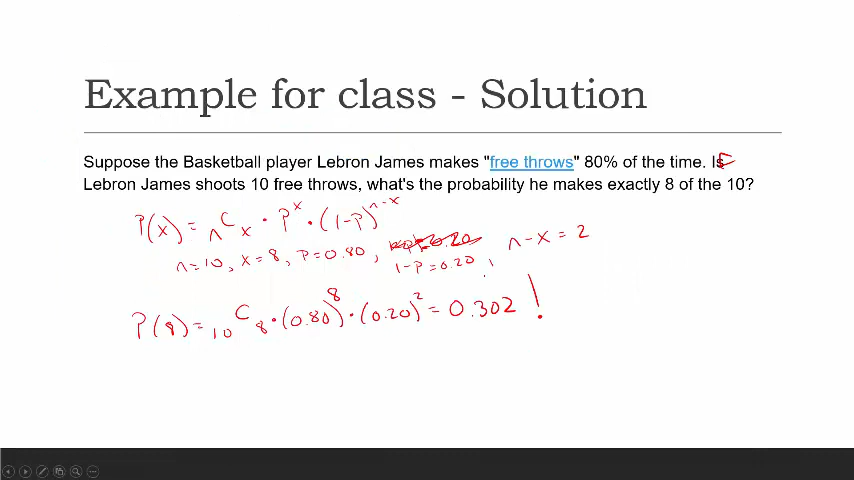 Example for class - Solution
Suppose the Basketball player Lebron James makes "free throws" 80% of the time. IsF
Lebron James shoots 10 free throws, what's the probability he makes exactly 8 of the 10?
P(x) = nCx · p^x · (1-p)^n-x
n=10, x=8, p=0.80, 1-p=0.20, n-x=2
P(8) = 10C8 · (0.80)^8 · (0.20)^2 = 0.302!